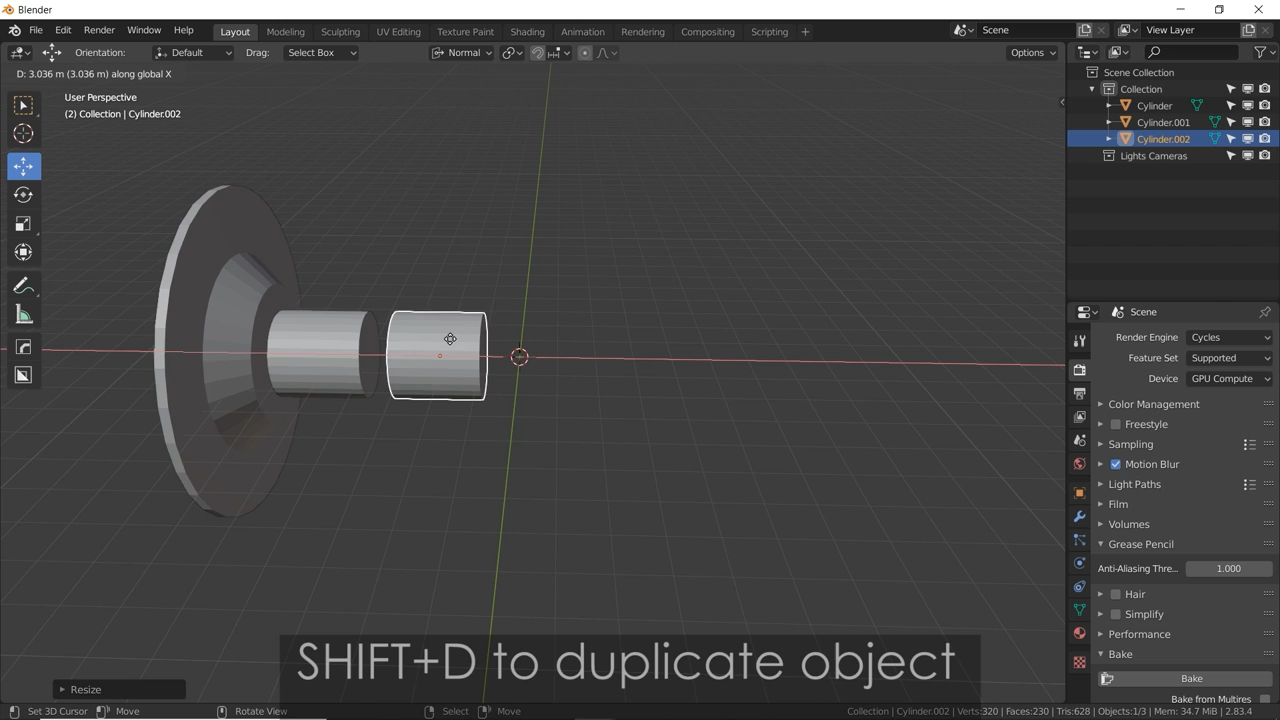 Blender
File Edit Render Window Help
Layout Modeling Sculpting UV Editing Texture Paint Shading Animation Rendering Compositing Scripting +
Scene
View Layer
Orientation: Default Drag: Select Box
Normal
Options
D: 3.036 m (3.036 m) along global X
User Perspective
(2) Collection | Cylinder.002
Scene Collection
Collection
Cylinder
Cylinder.001
Cylinder.002
Lights Cameras
Scene
Render Engine Cycles
Feature Set Supported
Device GPU Compute
Color Management
Freestyle
Sampling
Motion Blur
Light Paths
Film
Volumes
Grease Pencil
Anti-Aliasing Thre... 1.000
Hair
Simplify
Performance
Bake
Bake
Bake from Multires
SHIFT+D to duplicate object
Resize
Set 3D Cursor Move Rotate View Select Move
Collection | Cylinder.002 | Verts:320 | Faces:230 | Tris:628 | Objects:1/3 | Mem: 34.7 MiB | 2.83.4